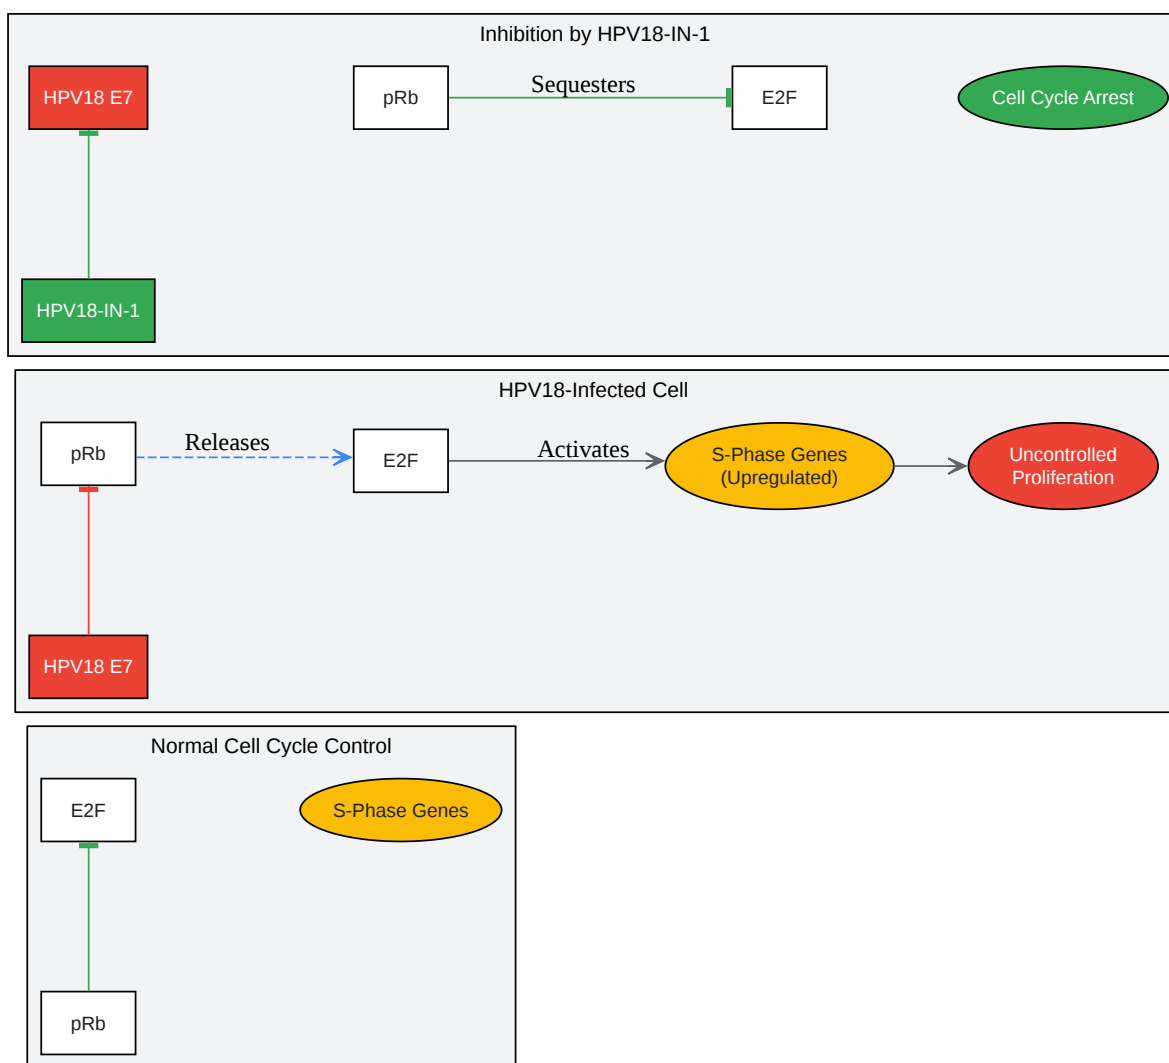 Inhibition by HPV18-IN-1
HPV18 E7
pRb
Sequesters
E2F
Cell Cycle Arrest
HPV18-IN-1
HPV18-Infected Cell
pRb
Releases
E2F
Activates
S-Phase Genes
(Upregulated)
Uncontrolled
Proliferation
HPV18 E7
Normal Cell Cycle Control
E2F
S-Phase Genes
pRb